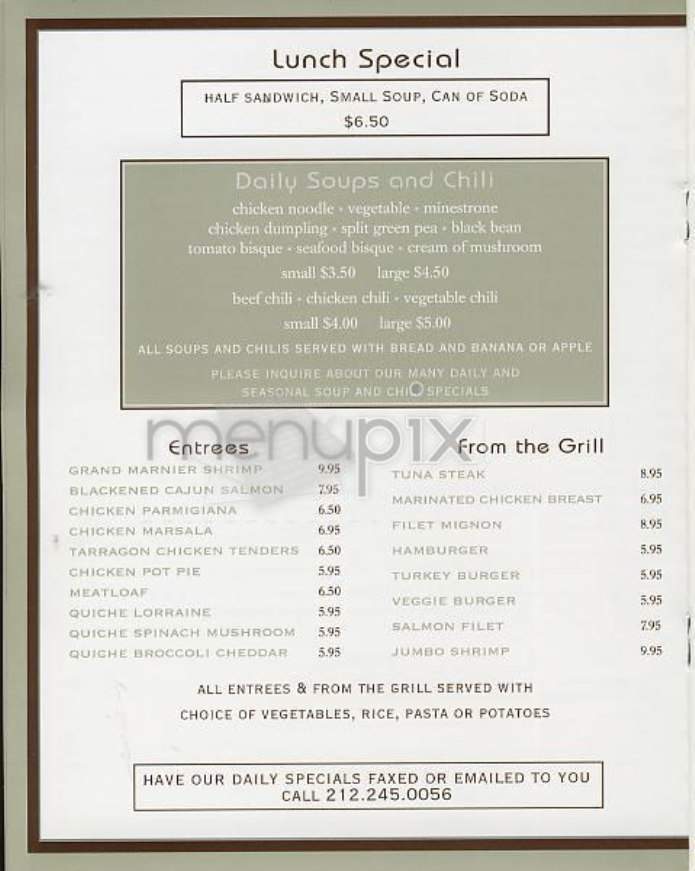 Lunch Special
HALF SANDWICH, SMALL SOUP, CAN OF SODA
$6.50
Daily Soups and Chili
chicken noodle • vegetable • minestrone
chicken dumpling • split green pea • black bean
tomato bisque • seafood bisque • cream of mushroom
small $3.50 large $4.50
beef chili • chicken chili • vegetable chili
small $4.00 large $5.00
ALL SOUPS AND CHILIS SERVED WITH BREAD AND BANANA OR APPLE
PLEASE INQUIRE ABOUT OUR MANY DAILY AND
SEASONAL SOUP AND CHILI SPECIALS
menupix
Entrees
GRAND MARNIER SHRIMP 9.95
BLACKENED CAJUN SALMON 7.95
CHICKEN PARMIGIANA 6.50
CHICKEN MARSALA 6.95
TARRAGON CHICKEN TENDERS 6.50
CHICKEN POT PIE 5.95
MEATLOAF 6.50
QUICHE LORRAINE 5.95
QUICHE SPINACH MUSHROOM 5.95
QUICHE BROCCOLI CHEDDAR 5.95
From the Grill
TUNA STEAK 8.95
MARINATED CHICKEN BREAST 6.95
FILET MIGNON 8.95
HAMBURGER 5.95
TURKEY BURGER 5.95
VEGGIE BURGER 5.95
SALMON FILET 7.95
JUMBO SHRIMP 9.95
ALL ENTREES & FROM THE GRILL SERVED WITH
CHOICE OF VEGETABLES, RICE, PASTA OR POTATOES
HAVE OUR DAILY SPECIALS FAXED OR EMAILED TO YOU
CALL 212.245.0056